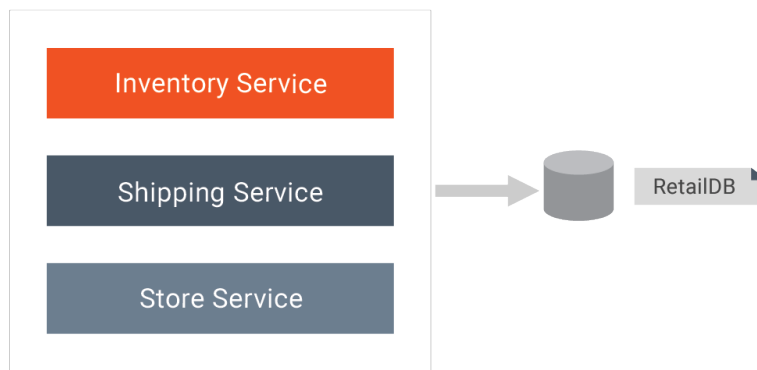 Inventory Service
Shipping Service
RetailDB
Store Service